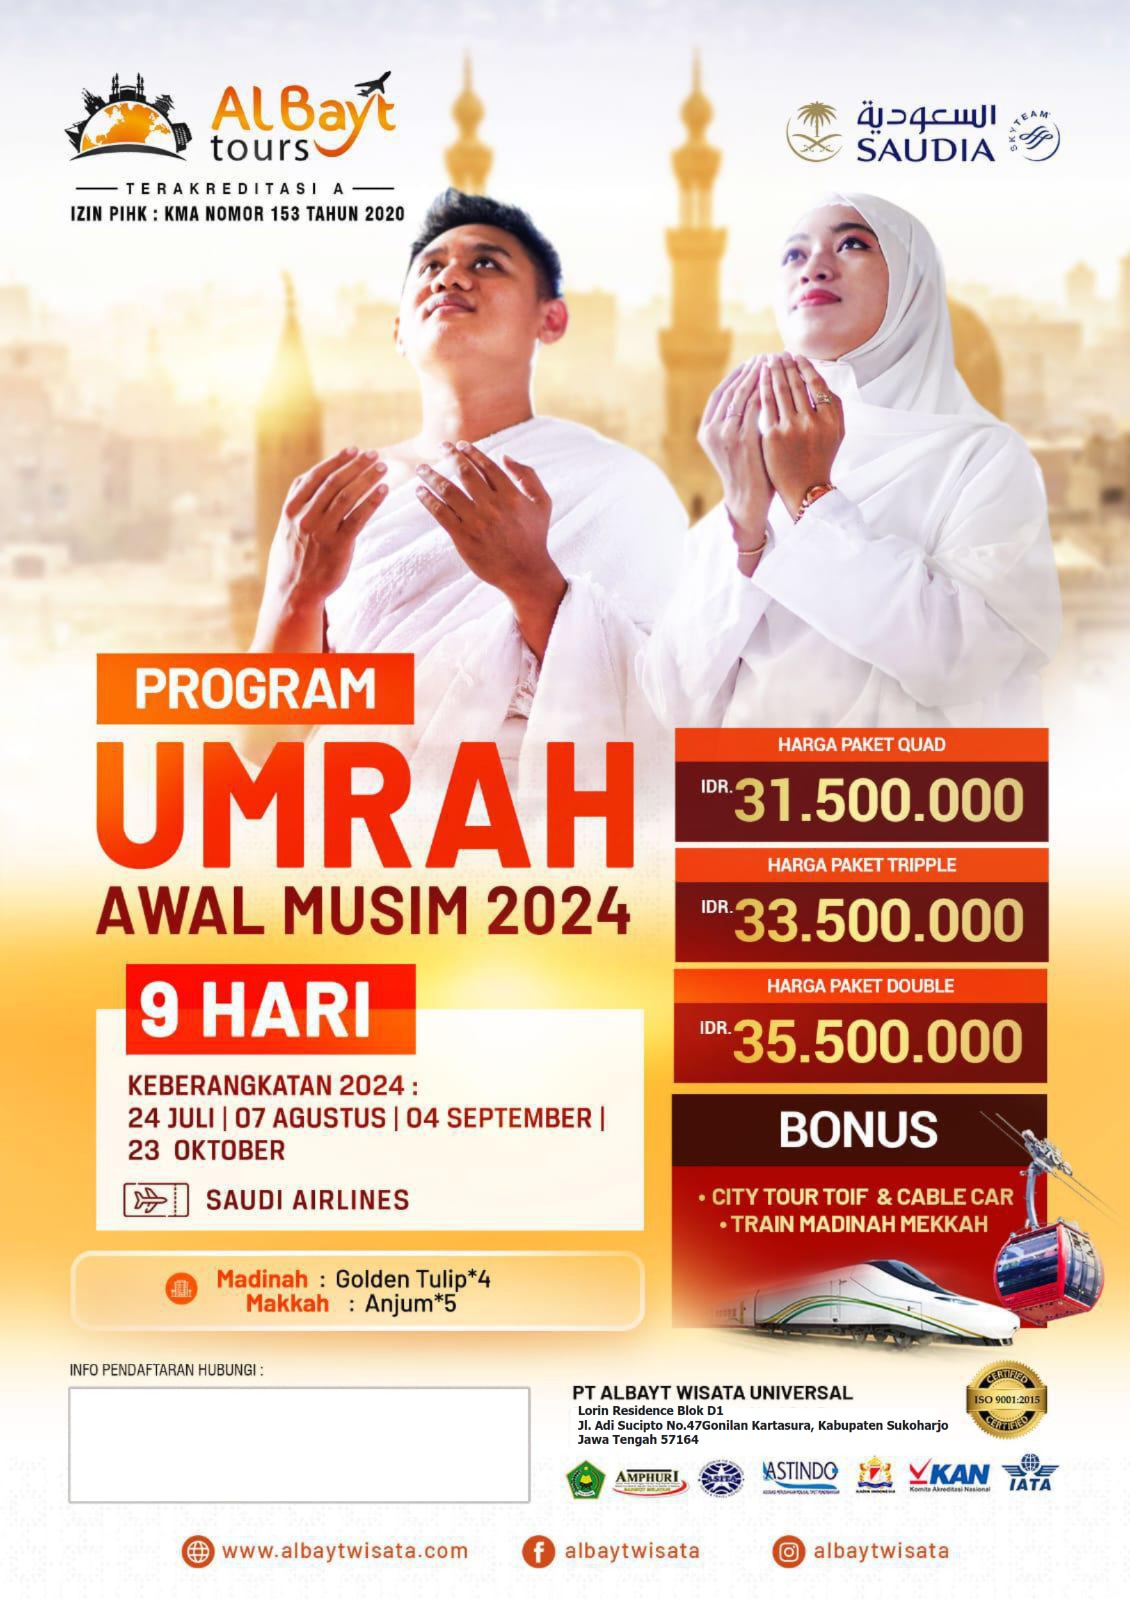 AlBayt
tours
TERAKREDITASI A
IZIN PIHK : KMA NOMOR 153 TAHUN 2020
السعودية
SAUDIA
SKYTEAM
PROGRAM
UMRAH
AWAL MUSIM 2024
9 HARI
KEBERANGKATAN 2024 :
24 JULI | 07 AGUSTUS | 04 SEPTEMBER |
23 OKTOBER
SAUDI AIRLINES
Madinah : Golden Tulip*4
Makkah : Anjum*5
HARGA PAKET QUAD
IDR. 31.500.000
HARGA PAKET TRIPPLE
IDR. 33.500.000
HARGA PAKET DOUBLE
IDR. 35.500.000
BONUS
• CITY TOUR TOIF & CABLE CAR
• TRAIN MADINAH MEKKAH
INFO PENDAFTARAN HUBUNGI :
PT ALBAYT WISATA UNIVERSAL
Lorin Residence Blok D1
Jl. Adi Sucipto No.47Gonilan Kartasura, Kabupaten Sukoharjo
Jawa Tengah 57164
CERTIFIED
ISO 9001:2015
CERTIFIED
AMPHURI
ASITA
ASTINDO
KAN
Komite Akreditasi Nasional
IATA
www.albaytwisata.com
albaytwisata
albaytwisata